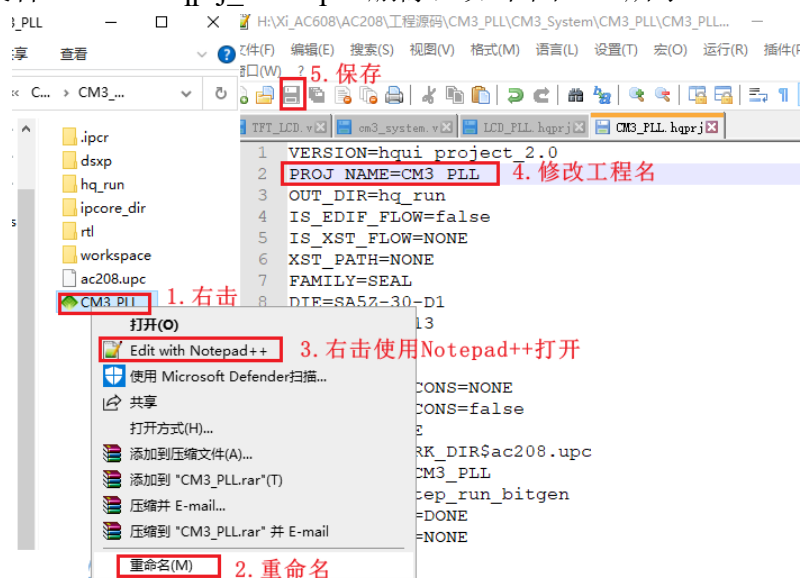 3_PLL
H:\Xi_AC608\AC208\工程源码\CM3_PLL\CM3_System\CM3_PLL\CM3_PLL...
享 查看
文件(F) 编辑(E) 搜索(S) 视图(V) 格式(M) 语言(L) 设置(T) 宏(O) 运行(R) 插件(P
窗口(W) ?
5. 保存
« C... › CM3_...
TFT_LCD.v cm3_system.v LCD_PLL.hqprj CM3_PLL.hqprj
.ipcr
dsxp
hq_run
ipcore_dir
rtl
workspace
ac208.upc
CM3_PLL
1. 右击
1 VERSION=hqui project_2.0
2 PROJ_NAME=CM3_PLL
4. 修改工程名
3 OUT_DIR=hq_run
4 IS_EDIF_FLOW=false
5 IS_XST_FLOW=NONE
6 XST_PATH=NONE
7 FAMILY=SEAL
8 DIE=SA5Z-30-D1
13
CONS=NONE
CONS=false
E
RK_DIR$ac208.upc
CM3_PLL
tep_run_bitgen
=DONE
=NONE
打开(O)
Edit with Notepad++
3. 右击使用Notepad++打开
使用 Microsoft Defender扫描...
共享
打开方式(H)...
添加到压缩文件(A)...
添加到 "CM3_PLL.rar"(T)
压缩并 E-mail...
压缩到 "CM3_PLL.rar" 并 E-mail
重命名(M)
2. 重命名